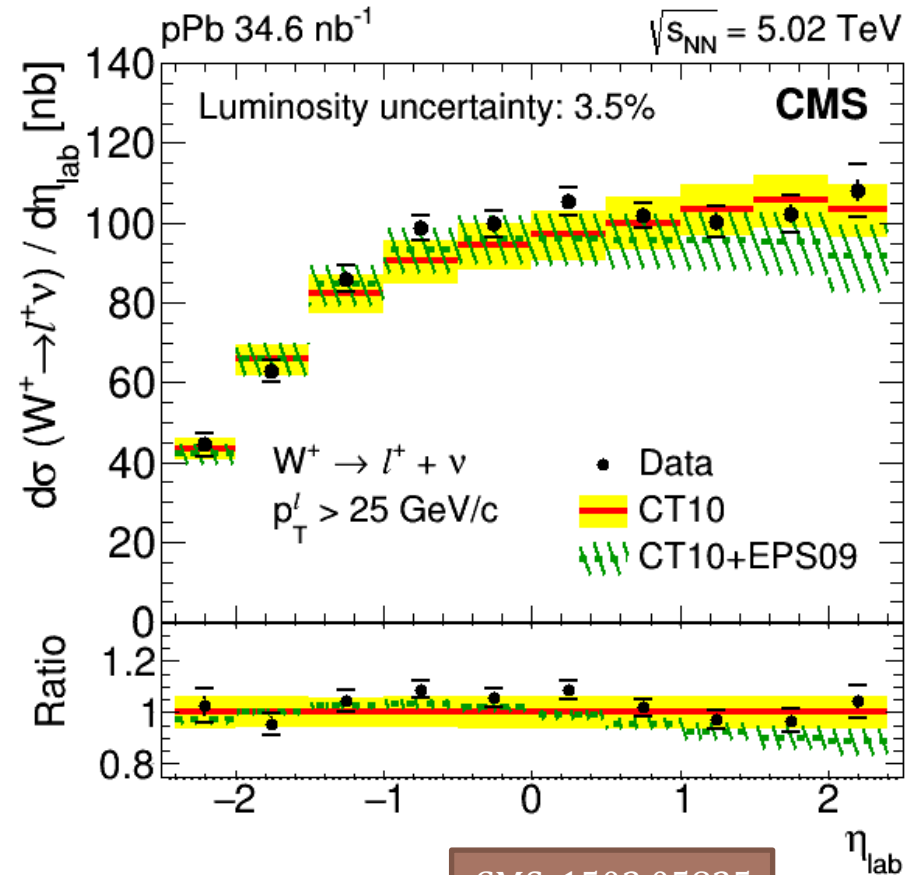 pPb 34.6 nb⁻¹ √sNN = 5.02 TeV
dσ (W⁺→l⁺ν) / dηlab [nb]
Luminosity uncertainty: 3.5% CMS
140
120
100
80
60
40
20
0
W⁺ → l⁺ + ν
pTˡ > 25 GeV/c
Data
CT10
CT10+EPS09
Ratio
1.2
1
0.8
−2 −1 0 1 2
ηlab